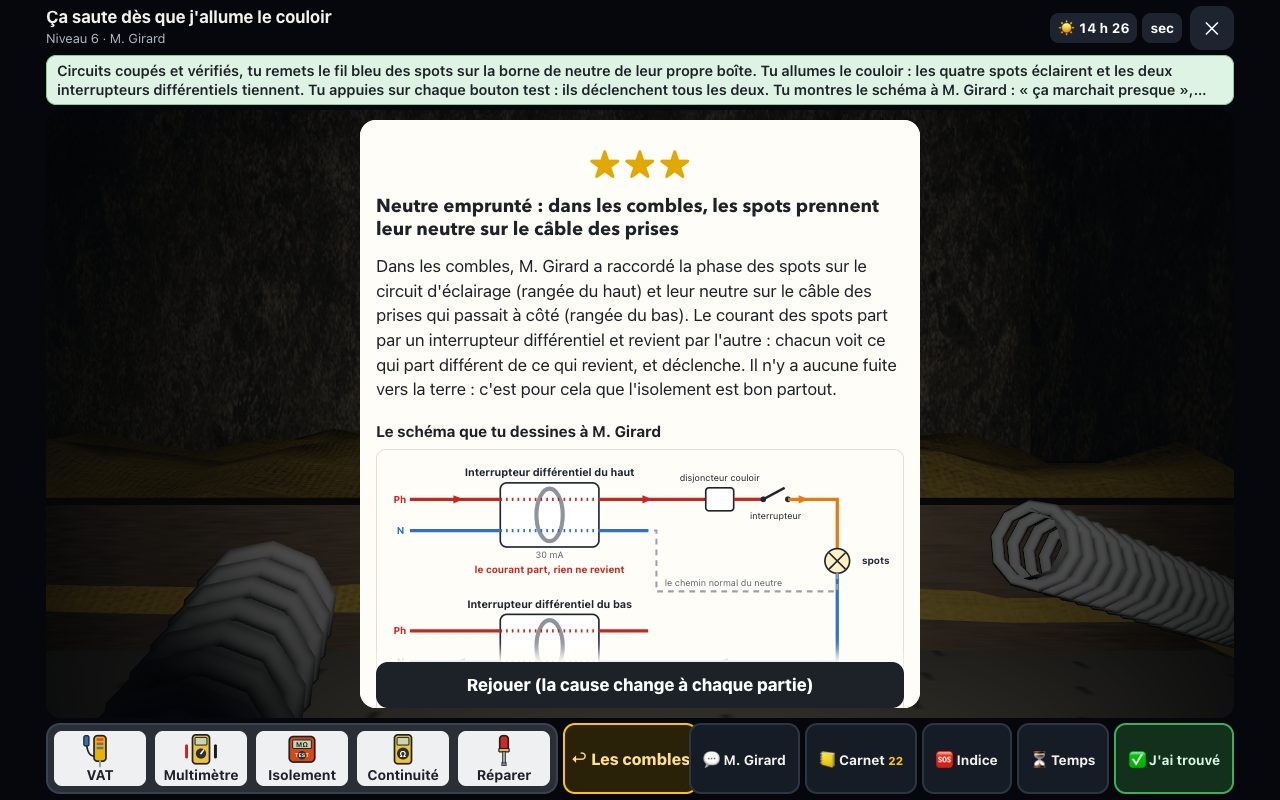 Ça saute dès que j'allume le couloir
Niveau 6 · M. Girard
14 h 26
sec
Circuits coupés et vérifiés, tu remets le fil bleu des spots sur la borne de neutre de leur propre boîte. Tu allumes le couloir : les quatre spots éclairent et les deux
interrupteurs différentiels tiennent. Tu appuies sur chaque bouton test : ils déclenchent tous les deux. Tu montres le schéma à M. Girard : « ça marchait presque »,...
Neutre emprunté : dans les combles, les spots prennent
leur neutre sur le câble des prises
Dans les combles, M. Girard a raccordé la phase des spots sur le
circuit d'éclairage (rangée du haut) et leur neutre sur le câble des
prises qui passait à côté (rangée du bas). Le courant des spots part
par un interrupteur différentiel et revient par l'autre : chacun voit ce
qui part différent de ce qui revient, et déclenche. Il n'y a aucune fuite
vers la terre : c'est pour cela que l'isolement est bon partout.
Le schéma que tu dessines à M. Girard
Interrupteur différentiel du haut
disjoncteur couloir
Ph
interrupteur
N
30 mA
spots
le courant part, rien ne revient
le chemin normal du neutre
Interrupteur différentiel du bas
Ph
Rejouer (la cause change à chaque partie)
VAT
Multimètre
MΩ
TEST
Isolement
Ω
Continuité
Réparer
↩ Les combles
M. Girard
Carnet 22
SOS
Indice
Temps
J'ai trouvé